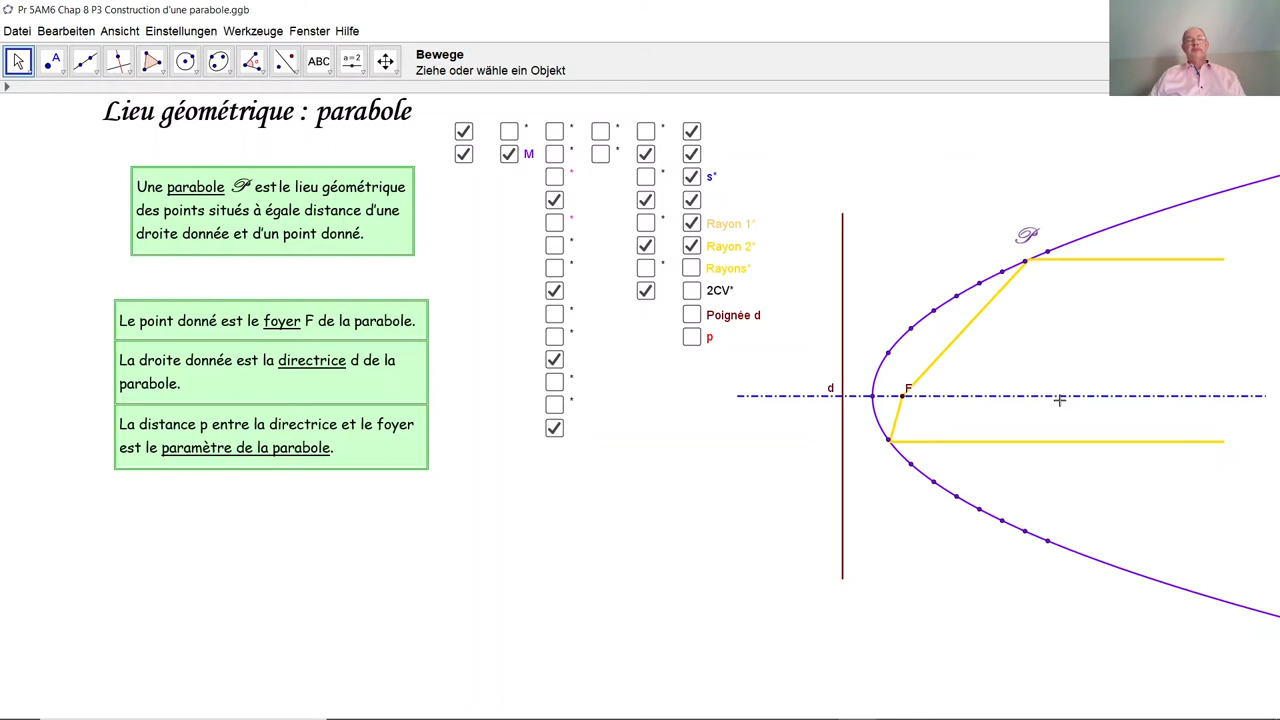 Pr 5AM6 Chap 8 P3 Construction d'une parabole.ggb
Datei Bearbeiten Ansicht Einstellungen Werkzeuge Fenster Hilfe
A
ABC
a=2
Bewege
Ziehe oder wähle ein Objekt
Lieu géométrique : parabole
Une parabole 𝒫 est le lieu géométrique
des points situés à égale distance d'une
droite donnée et d'un point donné.
Le point donné est le foyer F de la parabole.
La droite donnée est la directrice d de la
parabole.
La distance p entre la directrice et le foyer
est le paramètre de la parabole.
* * * *
M * *
* * s*
* * Rayon 1*
* Rayon 2*
* * Rayons*
2CV*
* Poignée d
* p
*
*
𝒫
d
F